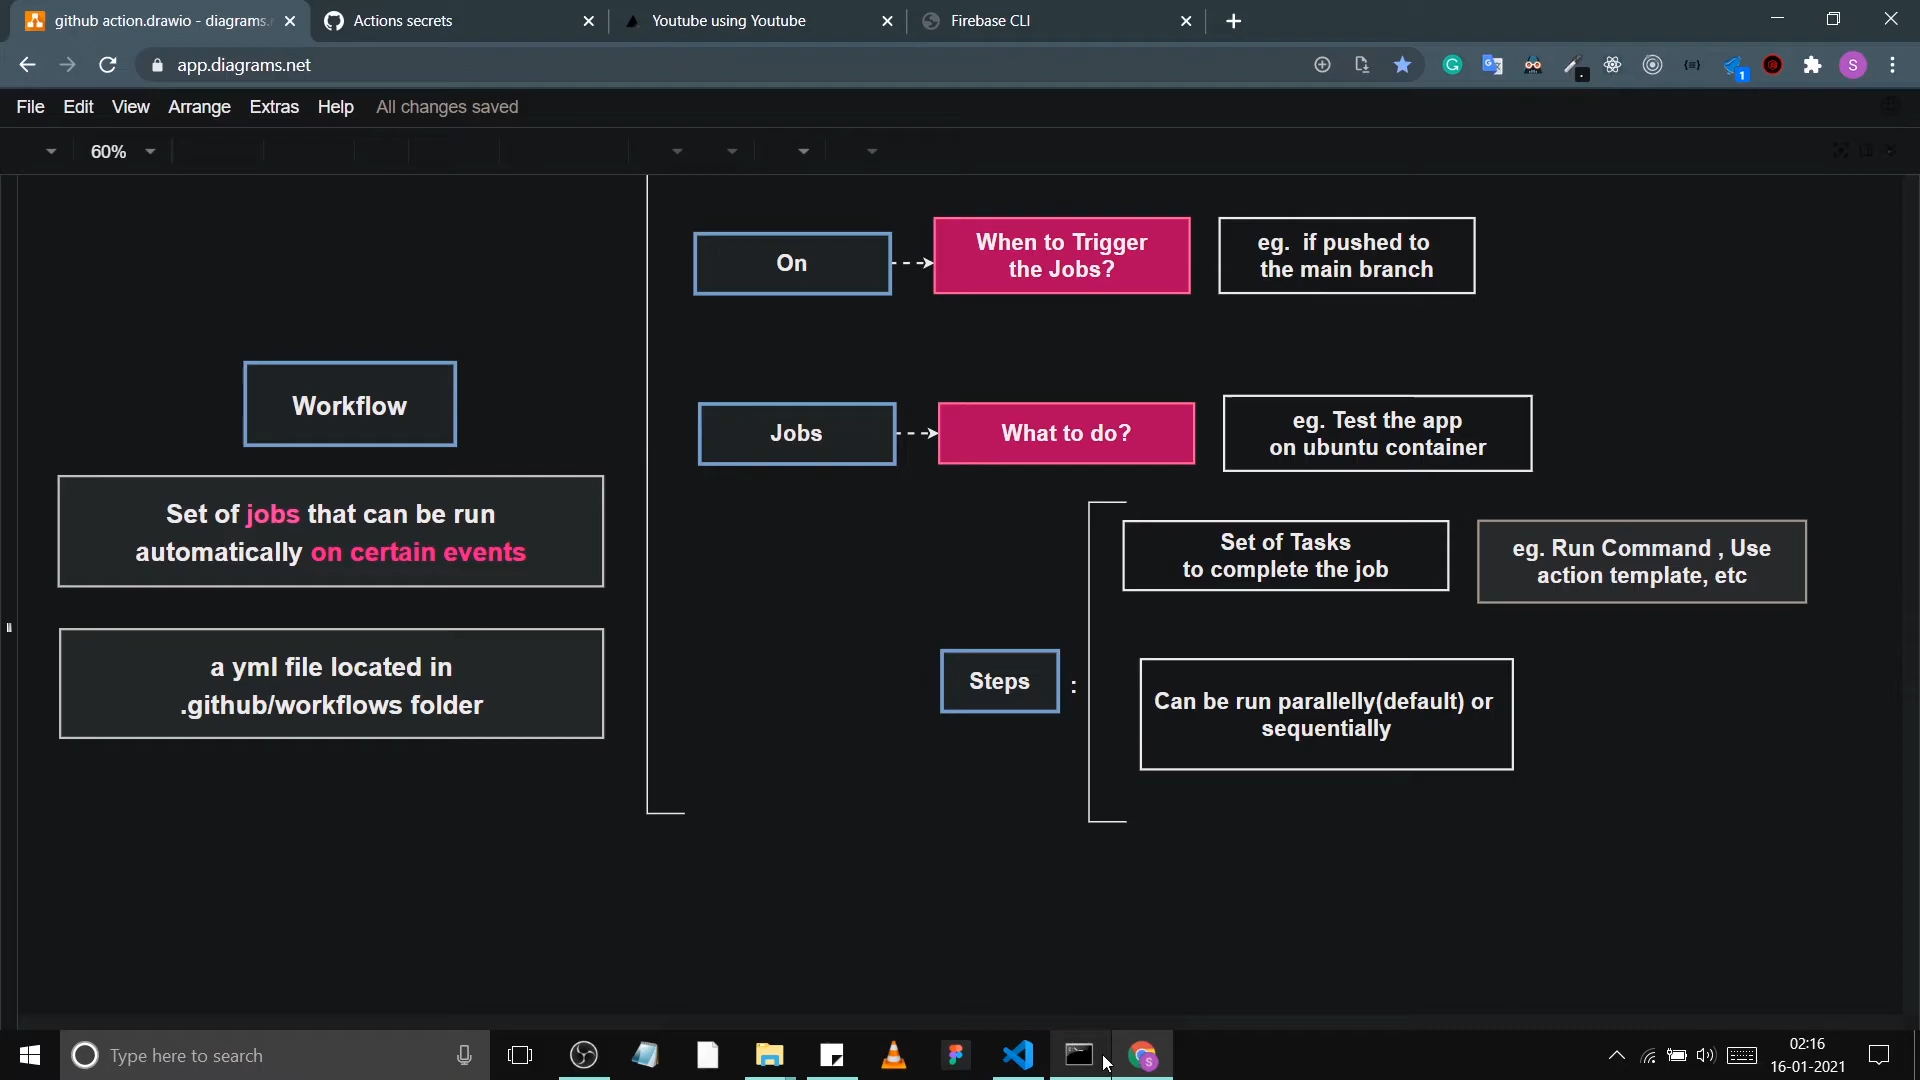 github action.drawio - diagrams.
Actions secrets
Youtube using Youtube
Firebase CLI
app.diagrams.net
1
S
File Edit View Arrange Extras Help All changes saved
60%
On
When to Trigger
the Jobs?
eg. if pushed to
the main branch
Workflow
Jobs
What to do?
eg. Test the app
on ubuntu container
Set of jobs that can be run
automatically on certain events
Set of Tasks
to complete the job
eg. Run Command , Use
action template, etc
a yml file located in
.github/workflows folder
Steps :
Can be run parallelly(default) or
sequentially
Type here to search
S
02:16
16-01-2021